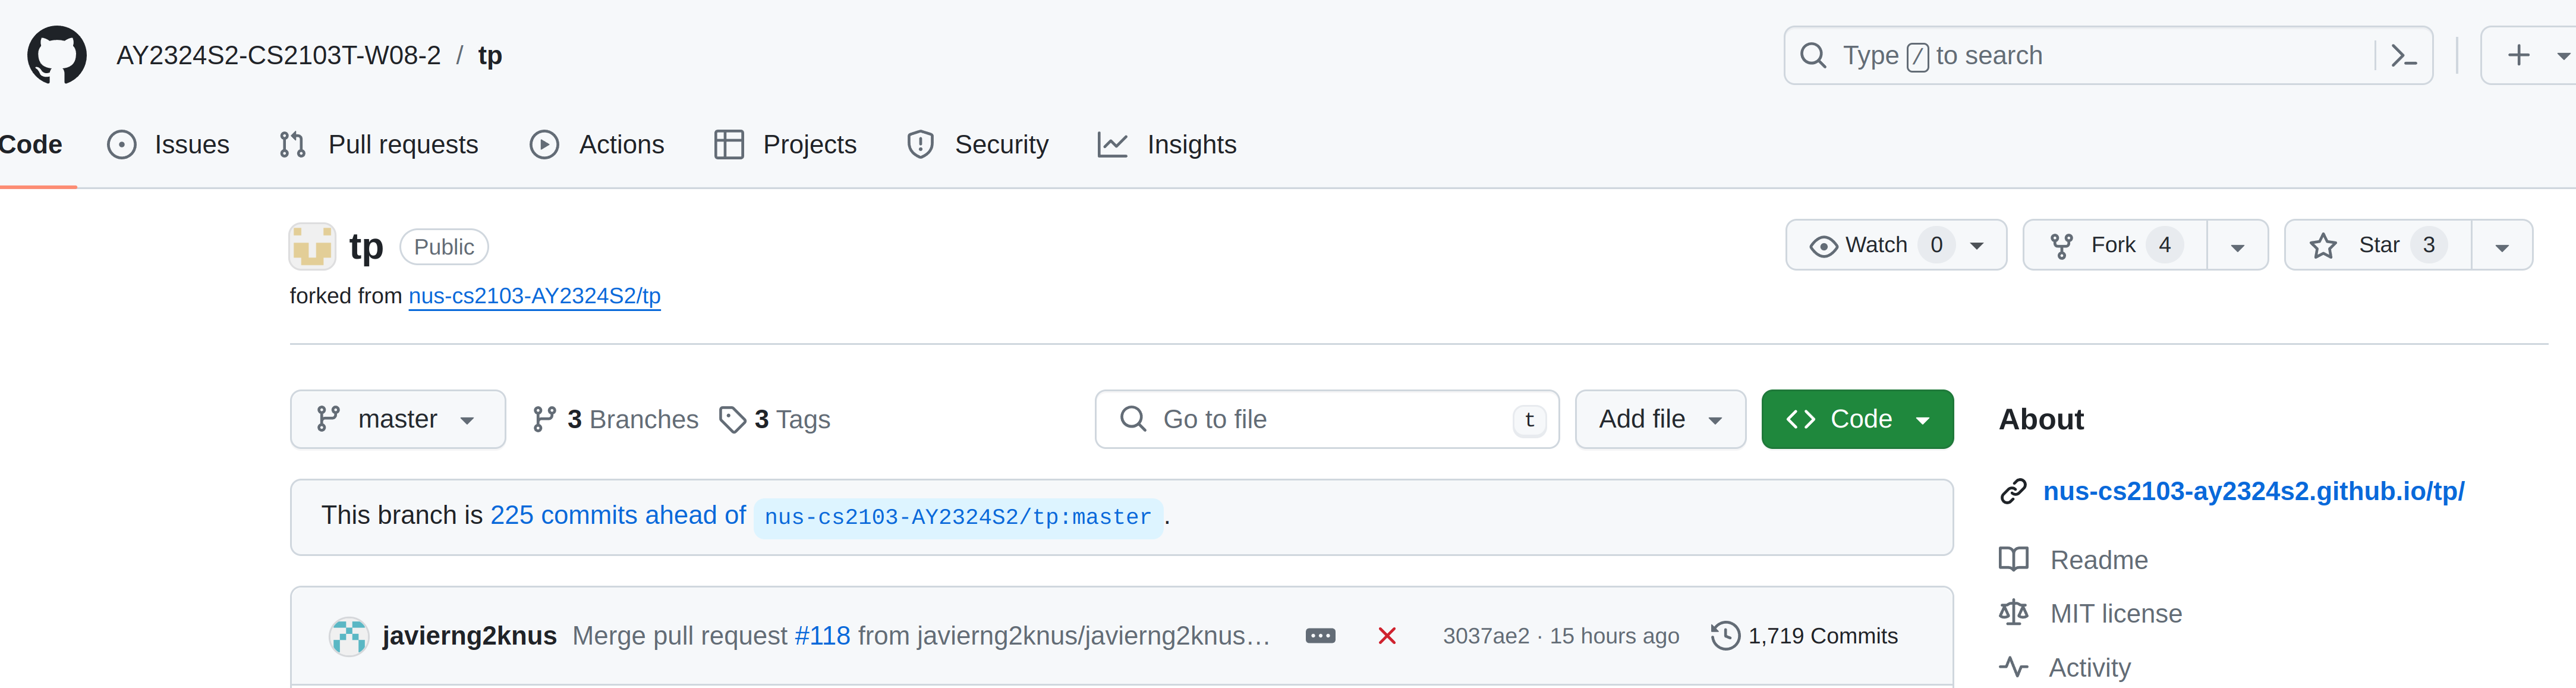 AY2324S2-CS2103T-W08-2 / tp
Type / to search
Code Issues Pull requests Actions Projects Security Insights
tp Public
Watch 0 Fork 4 Star 3
forked from nus-cs2103-AY2324S2/tp
master 3 Branches 3 Tags Go to file t Add file Code
About
This branch is 225 commits ahead of nus-cs2103-AY2324S2/tp:master.
nus-cs2103-ay2324s2.github.io/tp/
Readme
MIT license
javierng2knus Merge pull request #118 from javierng2knus/javierng2knus… 3037ae2 · 15 hours ago 1,719 Commits
Activity